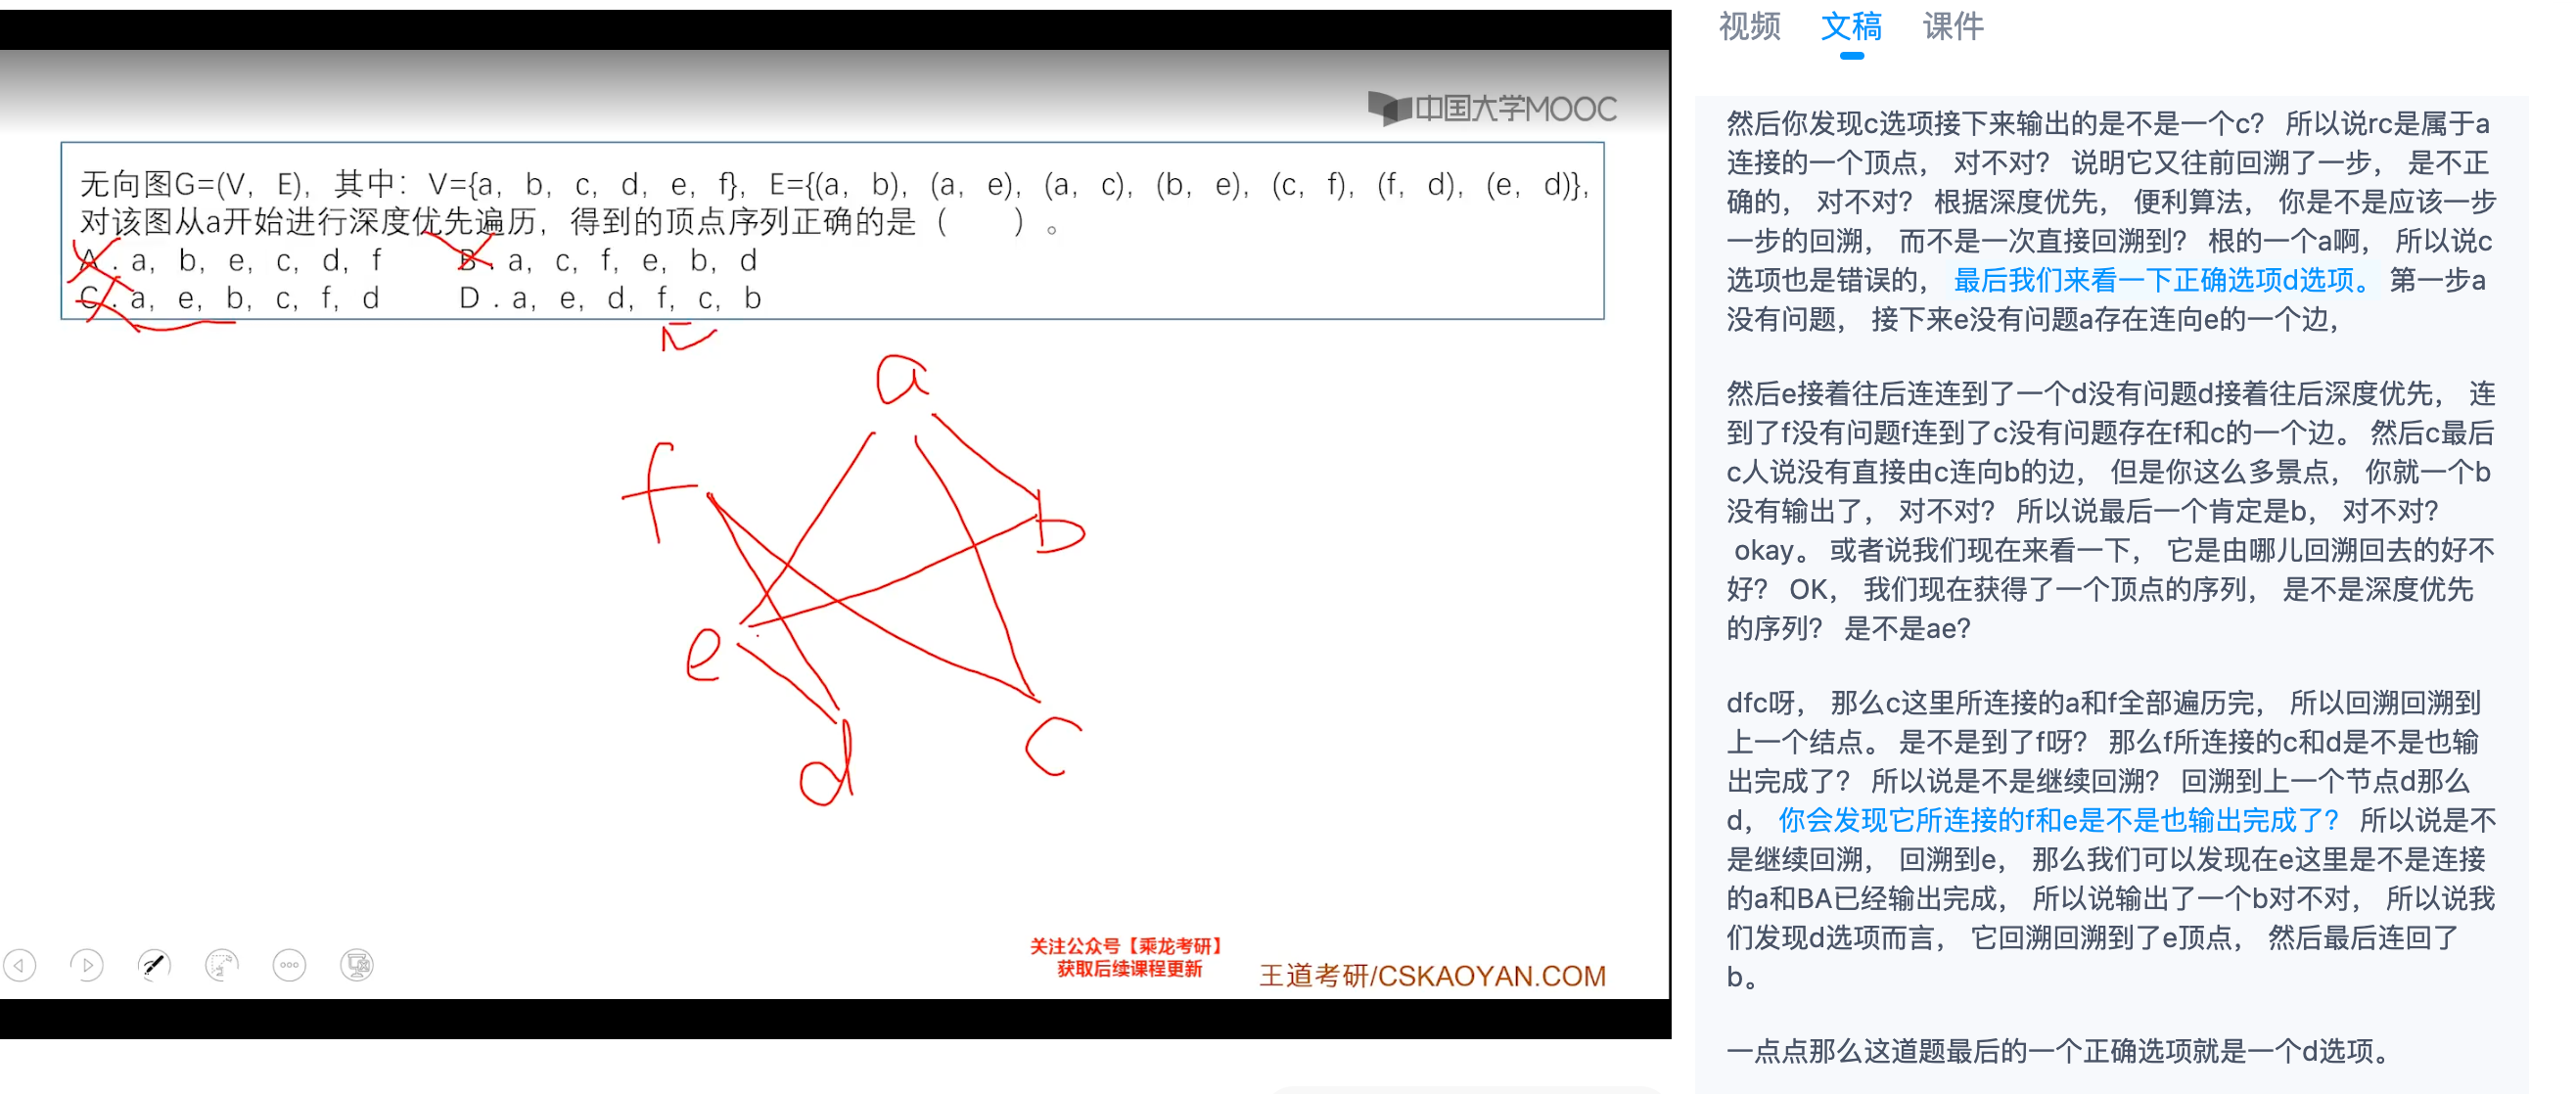 中国大学MOOC
无向图G=(V, E), 其中: V={a, b, c, d, e, f}, E={(a, b), (a, e), (a, c), (b, e), (c, f), (f, d), (e, d)},
对该图从a开始进行深度优先遍历, 得到的顶点序列正确的是 ( ) 。
A . a, b, e, c, d, f B . a, c, f, e, b, d
C . a, e, b, c, f, d D . a, e, d, f, c, b
a
f
b
e
c
d
关注公众号【乘龙考研】
获取后续课程更新
王道考研/CSKAOYAN.COM
视频 文稿 课件
然后你发现c选项接下来输出的是不是一个c? 所以说rc是属于a
连接的一个顶点, 对不对? 说明它又往前回溯了一步, 是不正
确的, 对不对? 根据深度优先, 便利算法, 你是不是应该一步
一步的回溯, 而不是一次直接回溯到? 根的一个a啊, 所以说c
选项也是错误的, 最后我们来看一下正确选项d选项。 第一步a
没有问题, 接下来e没有问题a存在连向e的一个边,
然后e接着往后连连到了一个d没有问题d接着往后深度优先, 连
到了f没有问题f连到了c没有问题存在f和c的一个边。 然后c最后
c人说没有直接由c连向b的边, 但是你这么多景点, 你就一个b
没有输出了, 对不对? 所以说最后一个肯定是b, 对不对?
okay。 或者说我们现在来看一下, 它是由哪儿回溯回去的好不
好? OK, 我们现在获得了一个顶点的序列, 是不是深度优先
的序列? 是不是ae?
dfc呀, 那么c这里所连接的a和f全部遍历完, 所以回溯回溯到
上一个结点。 是不是到了f呀? 那么f所连接的c和d是不是也输
出完成了? 所以说是不是继续回溯? 回溯到上一个节点d那么
d, 你会发现它所连接的f和e是不是也输出完成了? 所以说是不
是继续回溯, 回溯到e, 那么我们可以发现在e这里是不是连接
的a和BA已经输出完成, 所以说输出了一个b对不对, 所以说我
们发现d选项而言, 它回溯回溯到了e顶点, 然后最后连回了
b。
一点点那么这道题最后的一个正确选项就是一个d选项。